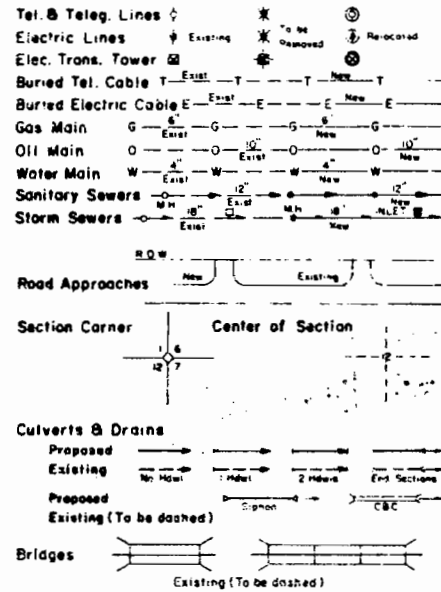 Tel. & Teleg. Lines
Electric Lines Existing To be Removed Relocated
Elec. Trans. Tower
Buried Tel. Cable T Exist T T New T
Buried Electric Cable E Exist E E New E
Gas Main G 6" Exist G G 6" New G
Oil Main O O 10" Exist O O 10" New
Water Main W 4" Exist W W 4" New W
Sanitary Sewers M.H 12" Exist 12" New
Storm Sewers 18" Exist M.H 18" New INLET
R O W
Road Approaches New Existing
Section Corner Center of Section
1 6
12 7
Culverts & Drains
Proposed
Existing No Hdwl 1 Hdwl 2 Hdwls End Sections
Proposed Siphon C B C
Existing (To be dashed)
Bridges
Existing (To be dashed)